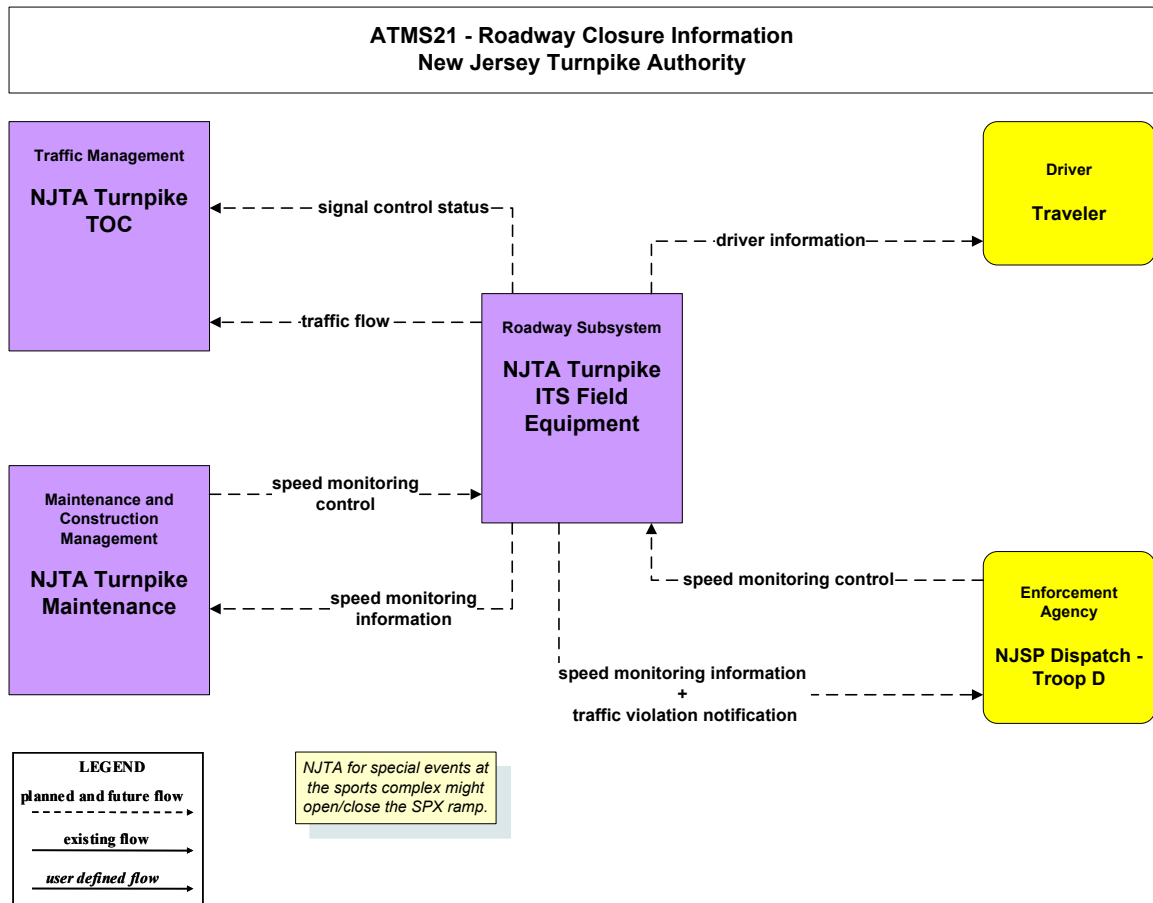 ATMS21 - Roadway Closure Information
New Jersey Turnpike Authority
Traffic Management
NJTA Turnpike
TOC
signal control status
traffic flow
driver information
Driver
Traveler
Roadway Subsystem
NJTA Turnpike
ITS Field
Equipment
Maintenance and
Construction
Management
NJTA Turnpike
Maintenance
speed monitoring
control
speed monitoring
information
speed monitoring control
speed monitoring information
+
traffic violation notification
Enforcement
Agency
NJSP Dispatch -
Troop D
LEGEND
planned and future flow
existing flow
user defined flow
NJTA for special events at
the sports complex might
open/close the SPX ramp.